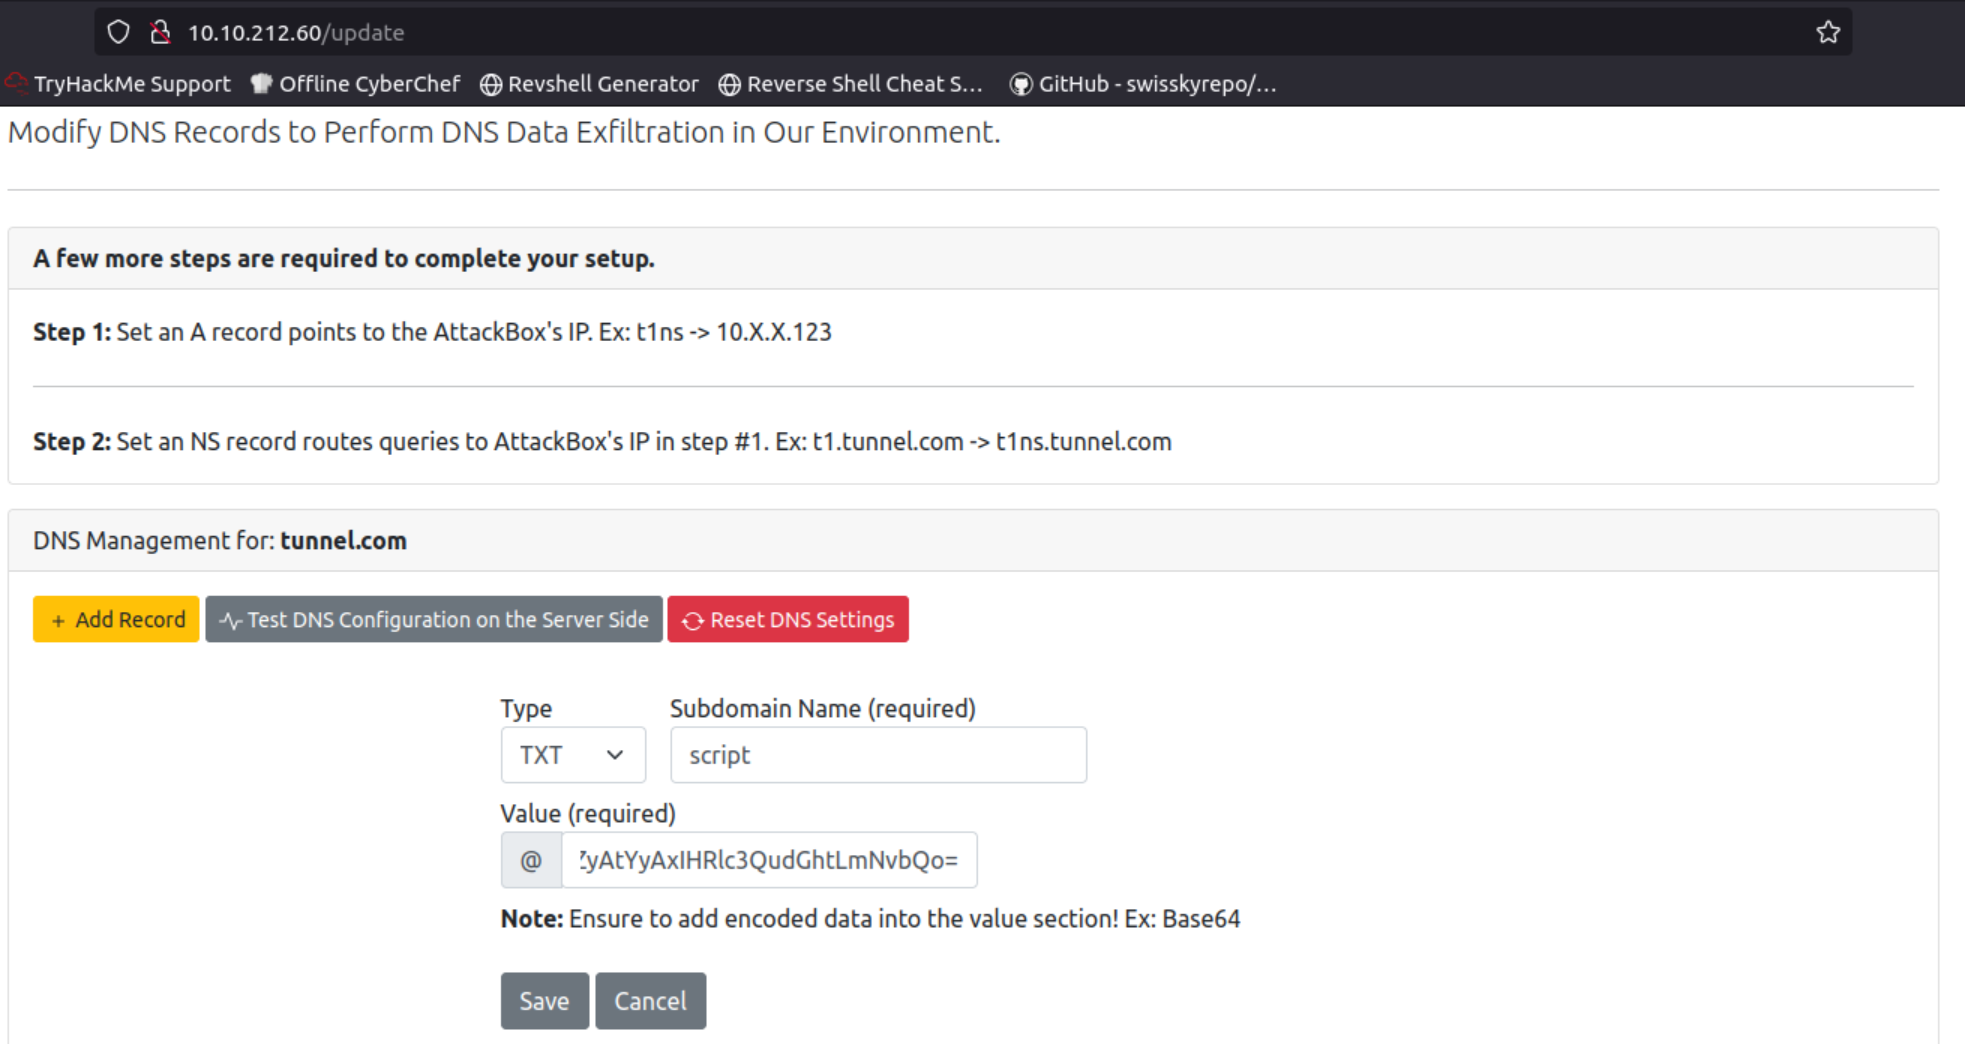 10.10.212.60/update
TryHackMe Support Offline CyberChef Revshell Generator Reverse Shell Cheat S... GitHub - swisskyrepo/...
Modify DNS Records to Perform DNS Data Exfiltration in Our Environment.
A few more steps are required to complete your setup.
Step 1: Set an A record points to the AttackBox's IP. Ex: t1ns -> 10.X.X.123
Step 2: Set an NS record routes queries to AttackBox's IP in step #1. Ex: t1.tunnel.com -> t1ns.tunnel.com
DNS Management for: tunnel.com
+ Add Record Test DNS Configuration on the Server Side Reset DNS Settings
Type Subdomain Name (required)
TXT script
Value (required)
@ ZyAtYyAxIHRlc3QudGhtLmNvbQo=
Note: Ensure to add encoded data into the value section! Ex: Base64
Save Cancel